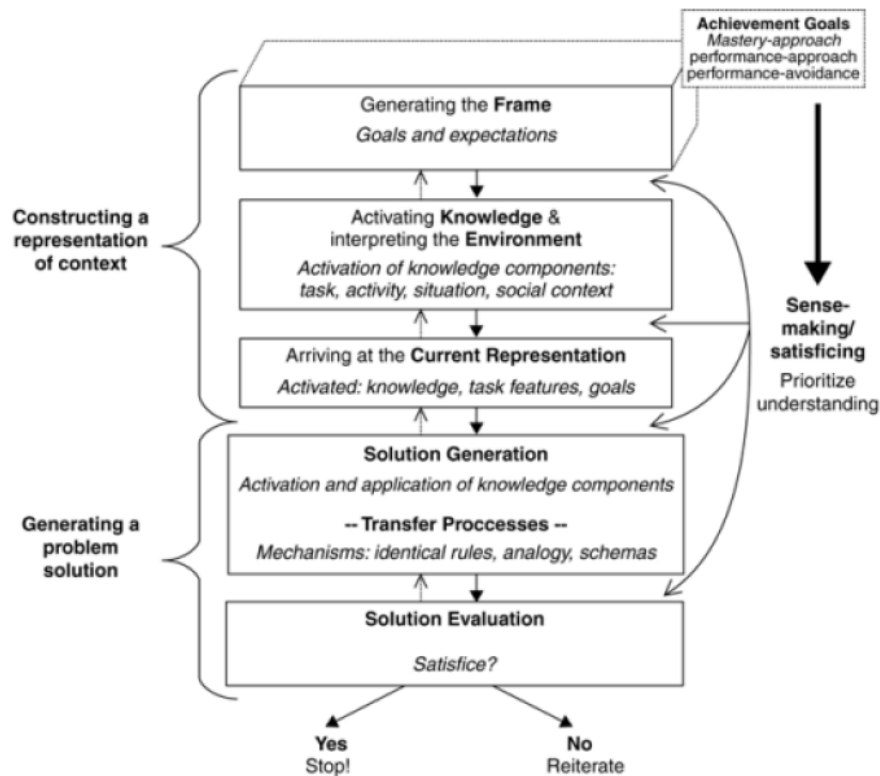 Achievement Goals
Mastery-approach
performance-approach
performance-avoidance
Generating the Frame
Goals and expectations
Constructing a
representation
of context
Activating Knowledge &
interpreting the Environment
Activation of knowledge components:
task, activity, situation, social context
Sense-
making/
satisficing
Prioritize
understanding
Arriving at the Current Representation
Activated: knowledge, task features, goals
Generating a
problem
solution
Solution Generation
Activation and application of knowledge components
-- Transfer Proccesses --
Mechanisms: identical rules, analogy, schemas
Solution Evaluation
Satisfice?
Yes
Stop!
No
Reiterate